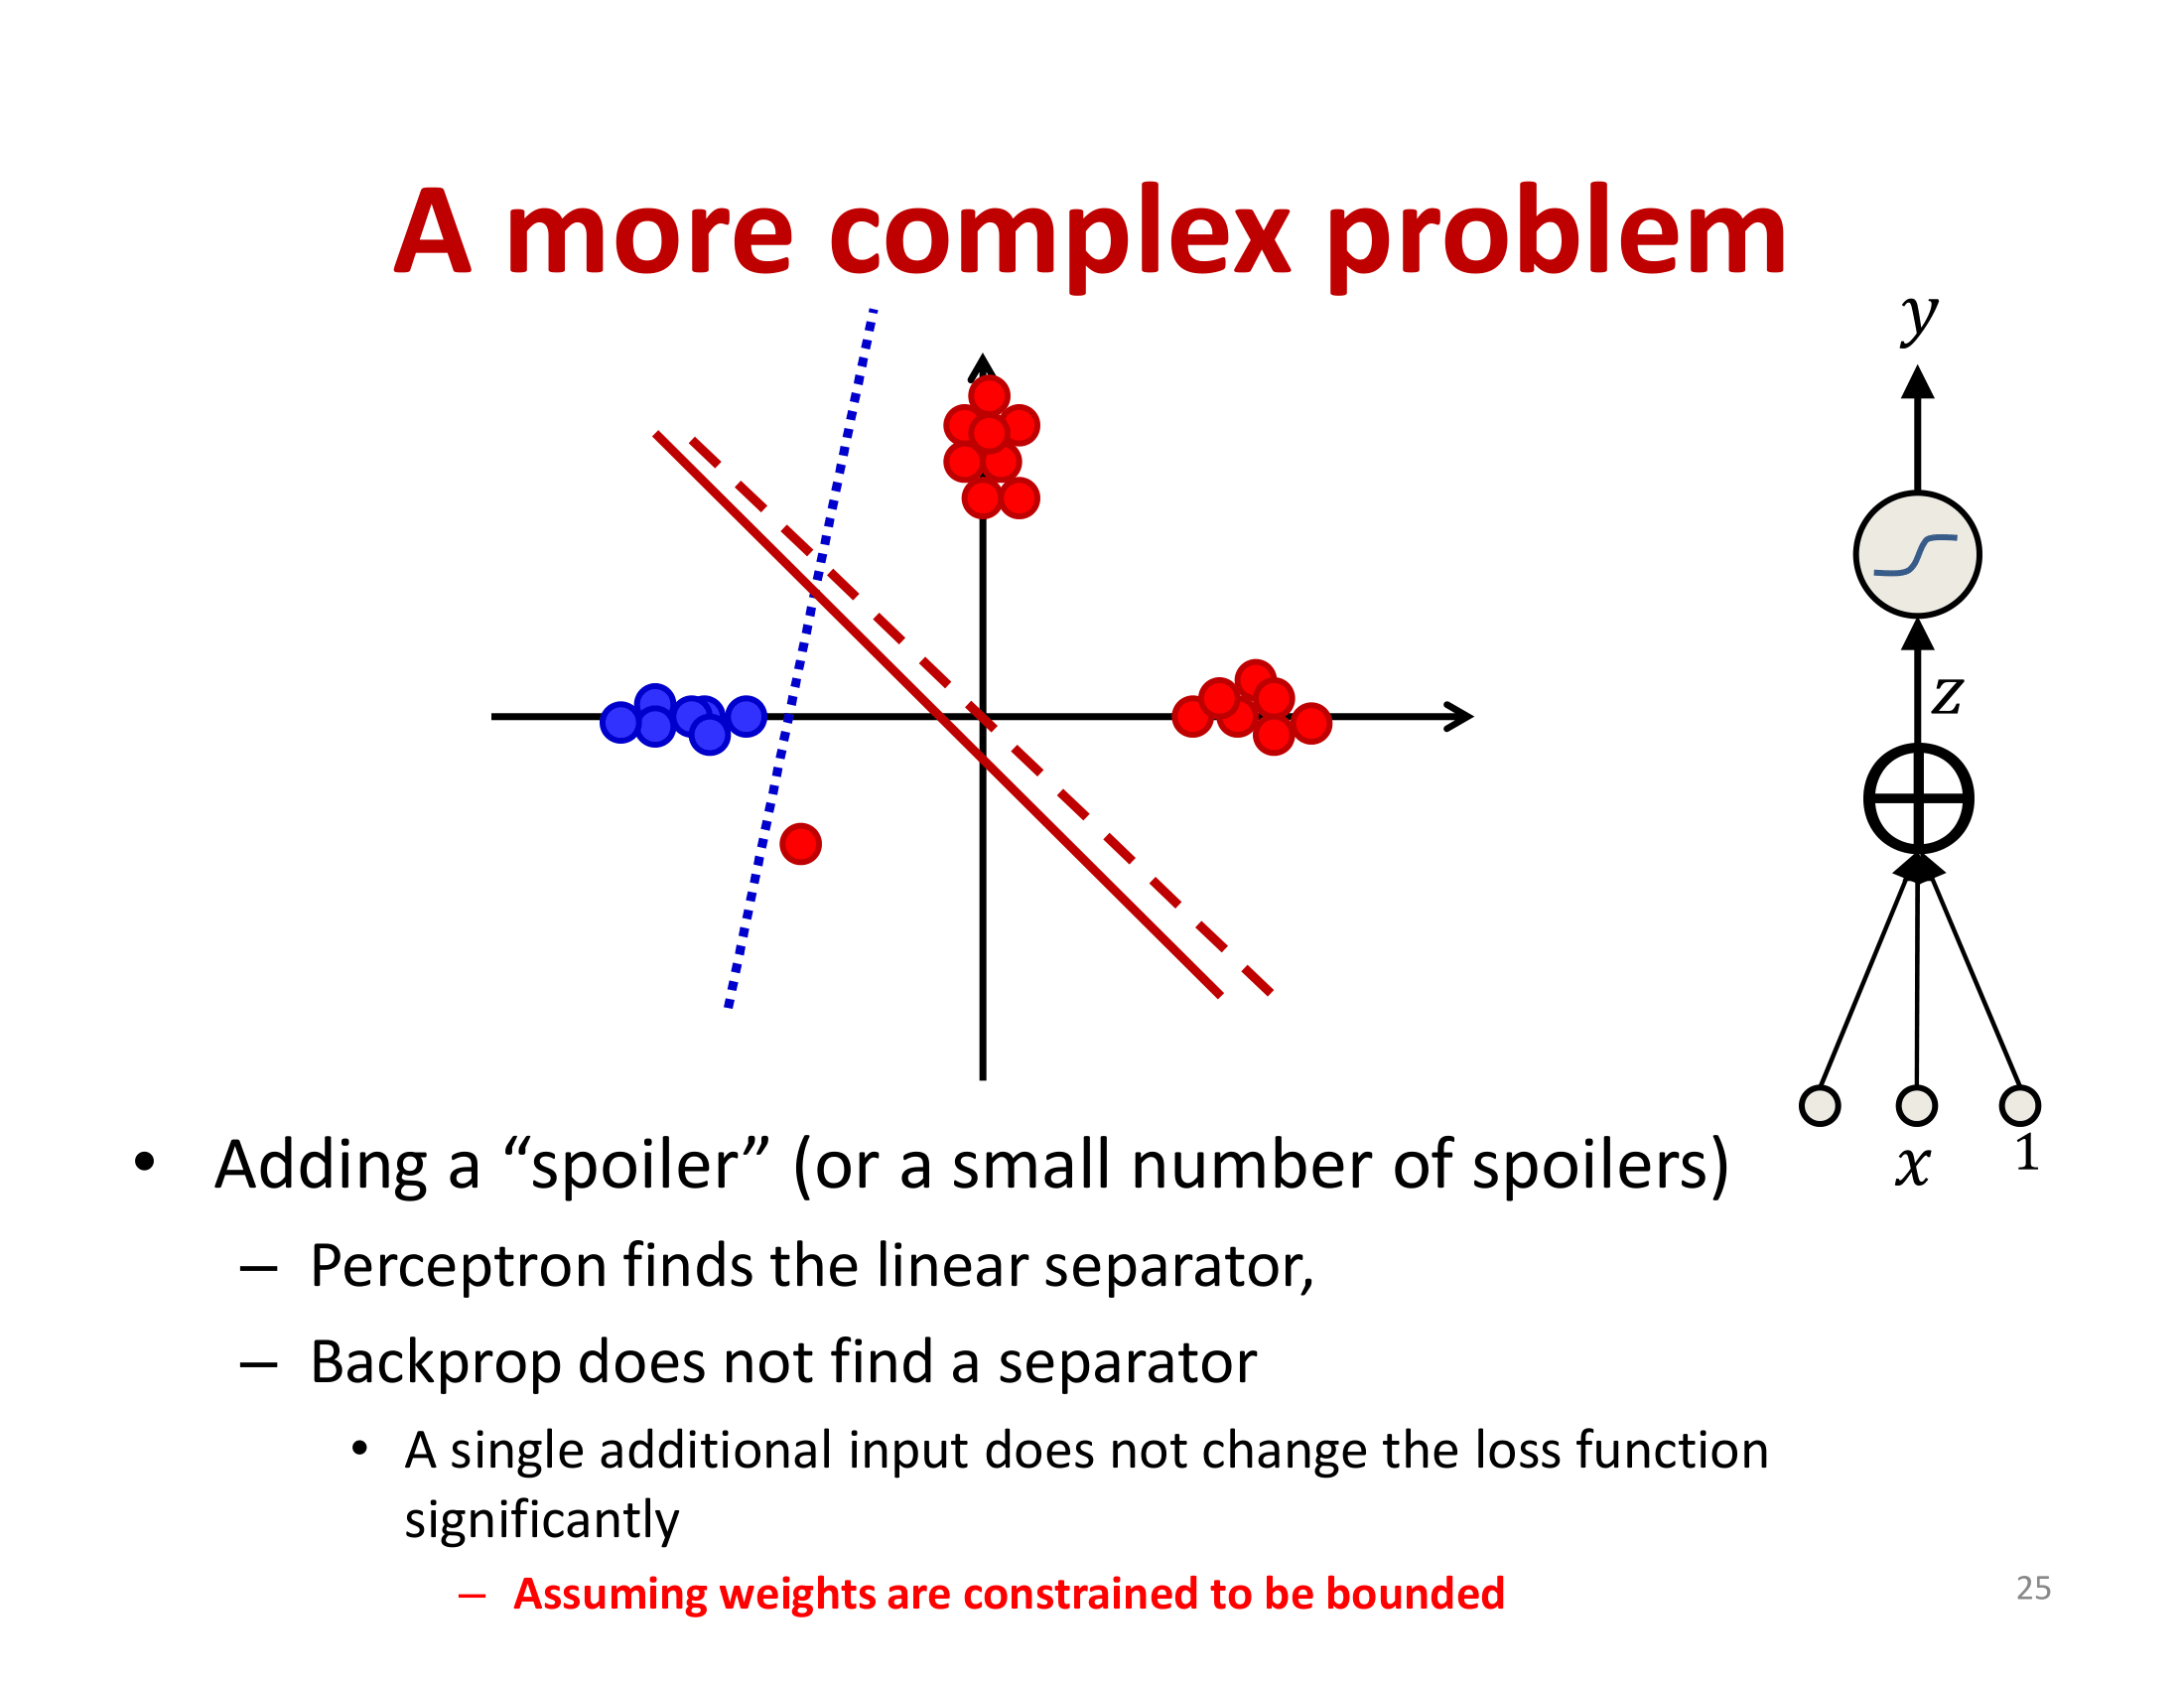 A more complex problem
y
z
x
1
• Adding a “spoiler” (or a small number of spoilers)
– Perceptron finds the linear separator,
– Backprop does not find a separator
• A single additional input does not change the loss function
significantly
– Assuming weights are constrained to be bounded
25